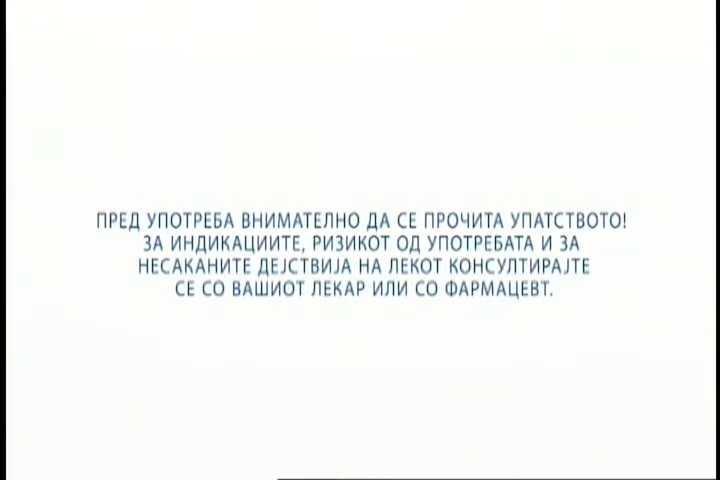 ПРЕД УПОТРЕБА ВНИМАТЕЛНО ДА СЕ ПРОЧИТА УПАТСТВОТО!
ЗА ИНДИКАЦИИТЕ, РИЗИКОТ ОД УПОТРЕБАТА И ЗА
НЕСАКАНИТЕ ДЕЈСТВИЈА НА ЛЕКОТ КОНСУЛТИРАЈТЕ
СЕ СО ВАШИОТ ЛЕКАР ИЛИ СО ФАРМАЦЕВТ.